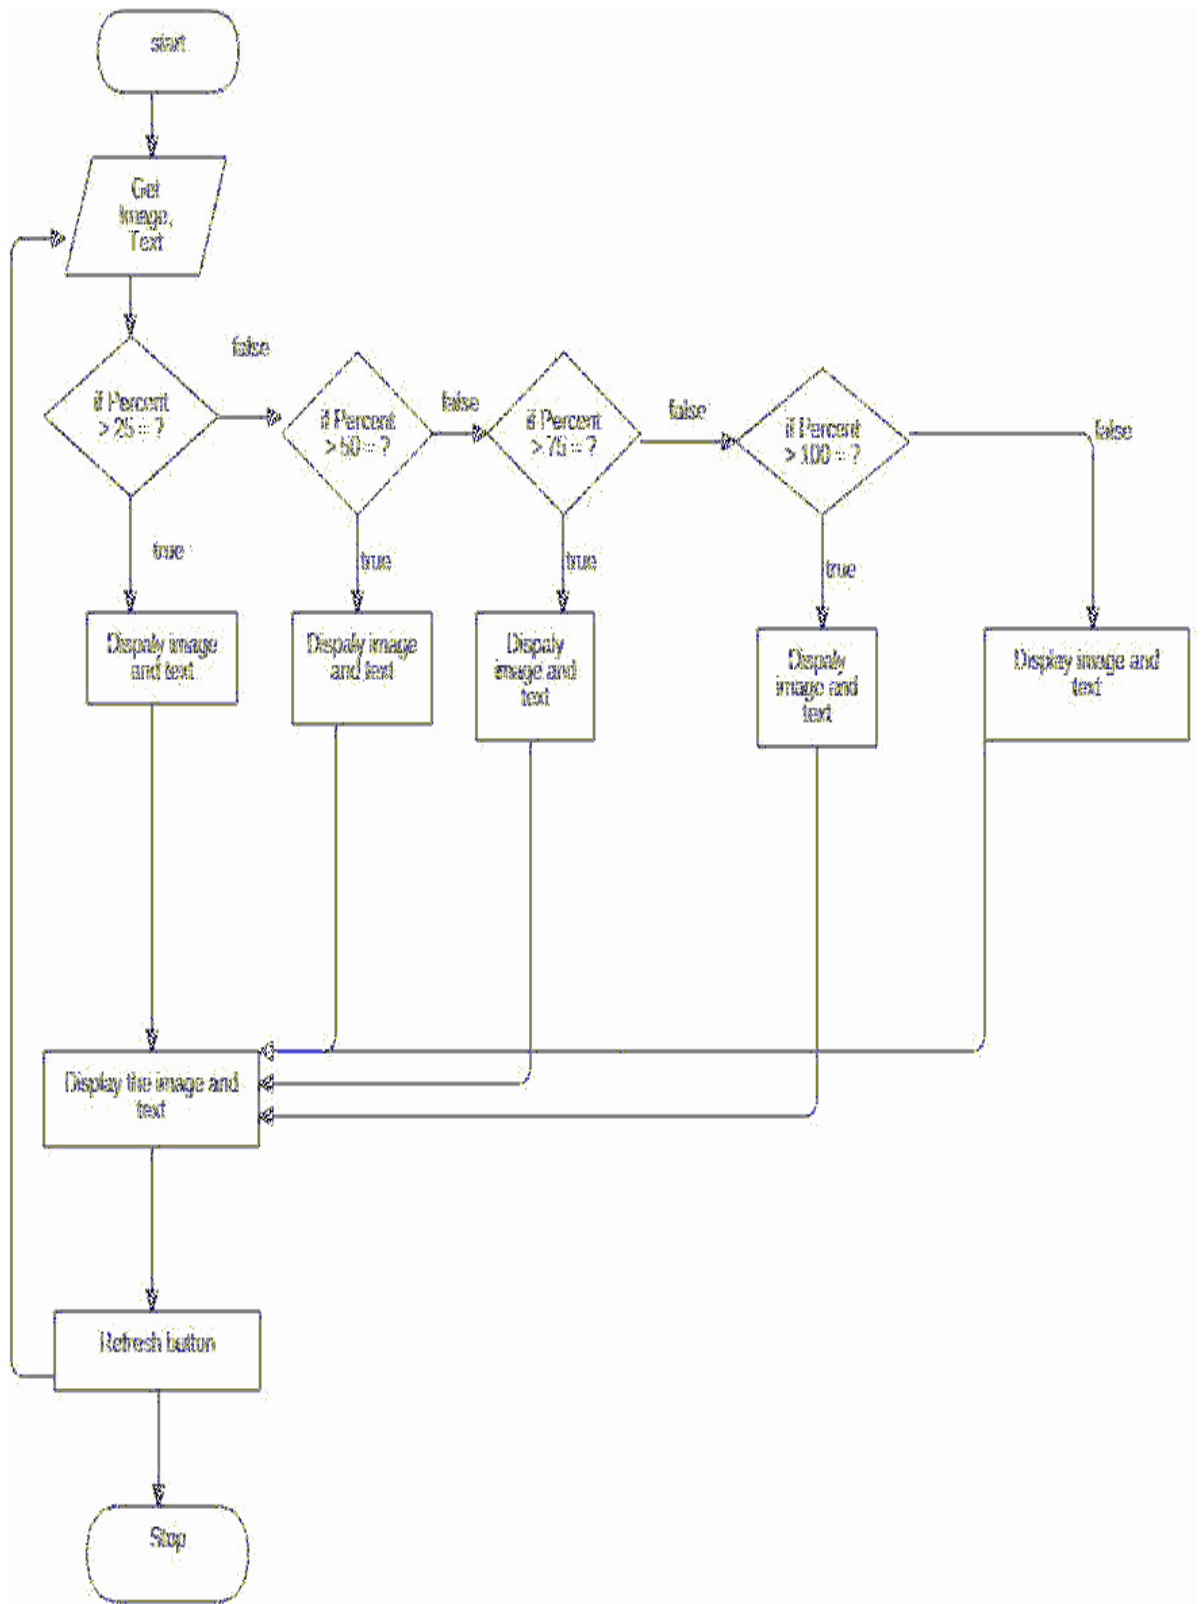 start
Get
Image,
Text
false
if Percent
> 25 = ?
if Percent
> 50 = ?
false
if Percent
> 75 = ?
false
if Percent
> 100 = ?
false
true
true
true
true
Dispaly image
and text
Dispaly image
and text
Dispaly
image and
text
Dispaly
image and
text
Display image and
text
Display the image and
text
Refresh button
Stop